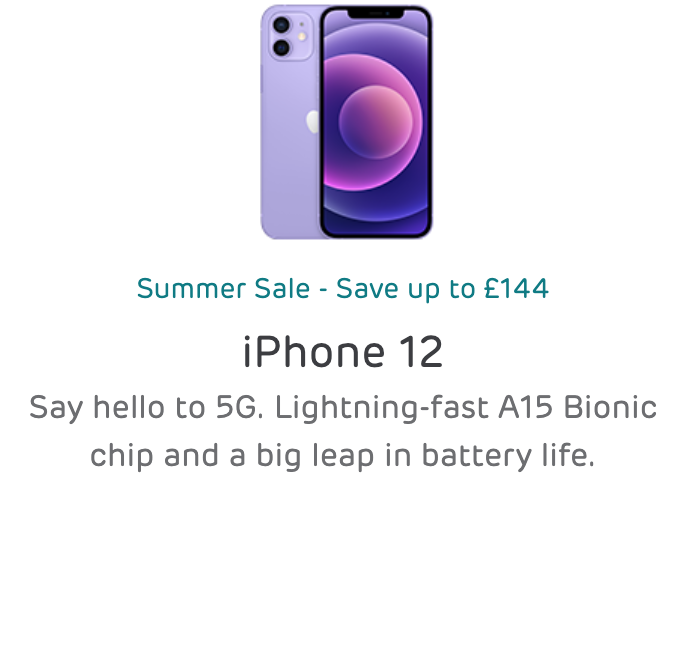 Summer Sale - Save up to £144
iPhone 12
Say hello to 5G. Lightning-fast A15 Bionic
chip and a big leap in battery life.